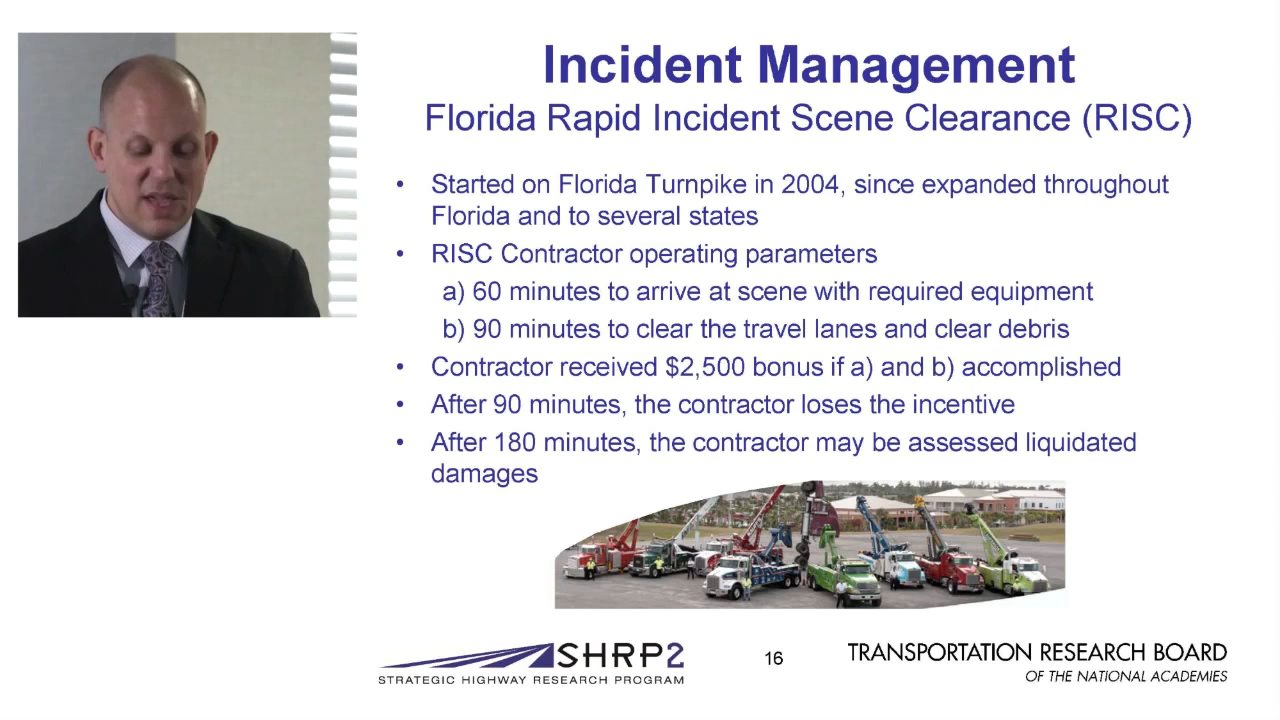 Incident Management
Florida Rapid Incident Scene Clearance (RISC)
• Started on Florida Turnpike in 2004, since expanded throughout
Florida and to several states
• RISC Contractor operating parameters
a) 60 minutes to arrive at scene with required equipment
b) 90 minutes to clear the travel lanes and clear debris
• Contractor received $2,500 bonus if a) and b) accomplished
• After 90 minutes, the contractor loses the incentive
• After 180 minutes, the contractor may be assessed liquidated
damages
SHRP2
STRATEGIC HIGHWAY RESEARCH PROGRAM
16
TRANSPORTATION RESEARCH BOARD
OF THE NATIONAL ACADEMIES